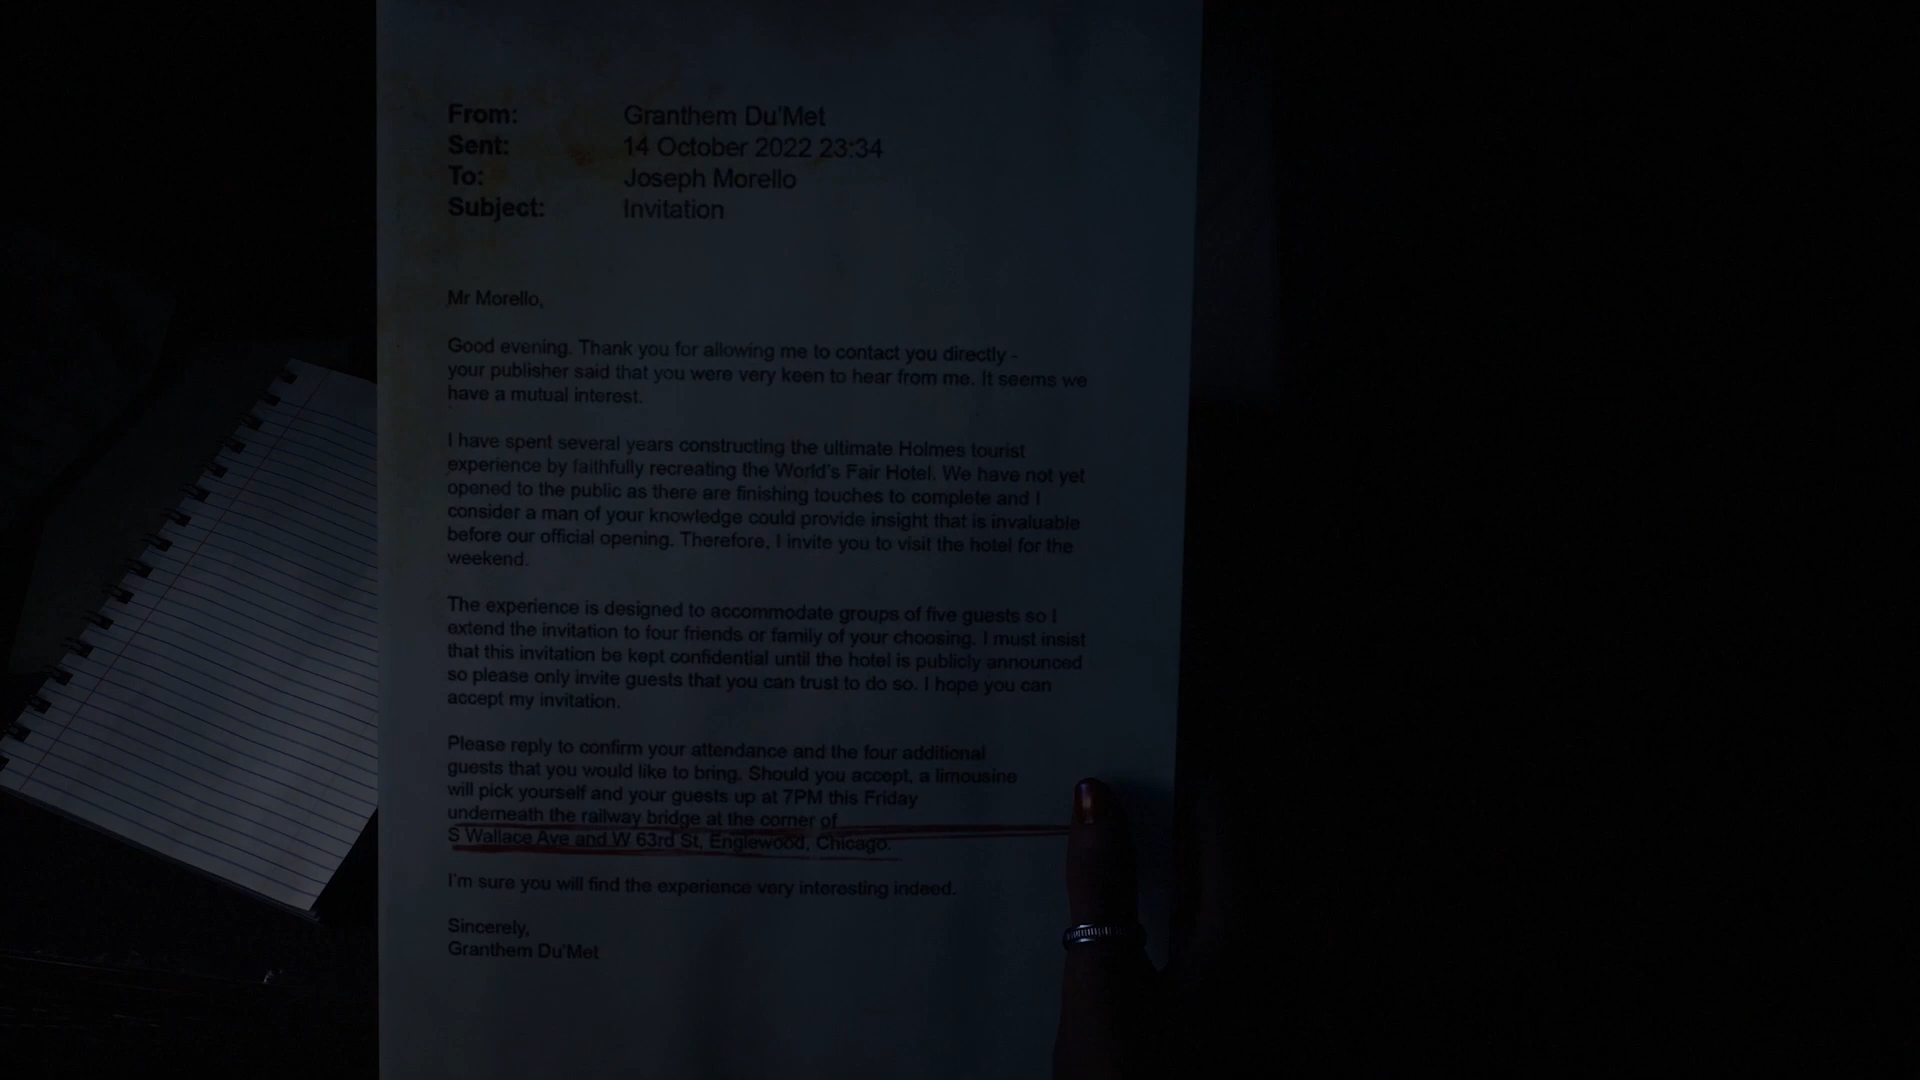 From: Granthem Du'Met
Sent: 14 October 2022 23:34
To: Joseph Morello
Subject: Invitation
Mr Morello,
Good evening. Thank you for allowing me to contact you directly -
your publisher said that you were very keen to hear from me. It seems we
have a mutual interest.
I have spent several years constructing the ultimate Holmes tourist
experience by faithfully recreating the World's Fair Hotel. We have not yet
opened to the public as there are finishing touches to complete and I
consider a man of your knowledge could provide insight that is invaluable
before our official opening. Therefore, I invite you to visit the hotel for the
weekend.
The experience is designed to accommodate groups of five guests so I
extend the invitation to four friends or family of your choosing. I must insist
that this invitation be kept confidential until the hotel is publicly announced
so please only invite guests that you can trust to do so. I hope you can
accept my invitation.
Please reply to confirm your attendance and the four additional
guests that you would like to bring. Should you accept, a limousine
will pick yourself and your guests up at 7PM this Friday
underneath the railway bridge at the corner of
S Wallace Ave and W 63rd St, Englewood, Chicago.
I'm sure you will find the experience very interesting indeed.
Sincerely,
Granthem Du'Met